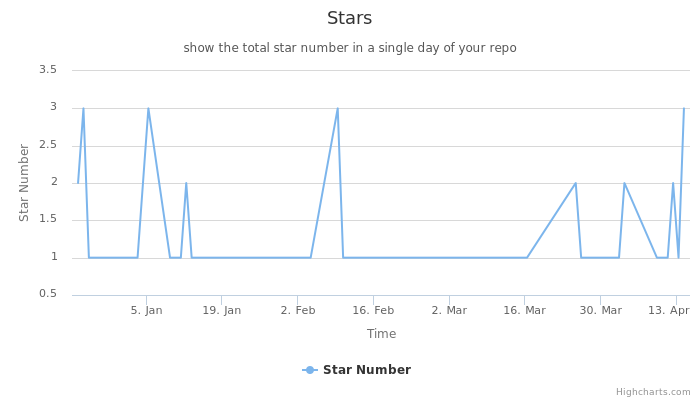 Stars
show the total star number in a single day of your repo
3.5
3
2.5
2
1.5
1
0.5
Star Number
5. Jan
19. Jan
2. Feb
16. Feb
2. Mar
16. Mar
30. Mar
13. Apr
Time
Star Number
Highcharts.com